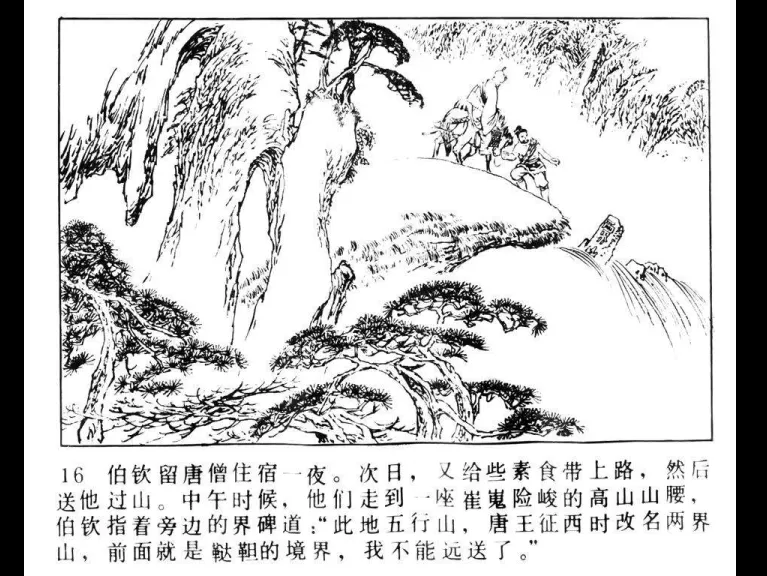 16 伯钦留唐僧住宿一夜。次日，又给些素食带上路，然后
送他过山。中午时候，他们走到一座崔嵬险峻的高山山腰，
伯钦指着旁边的界碑道：“此地五行山，唐王征西时改名两界
山，前面就是鞑靼的境界，我不能远送了。”